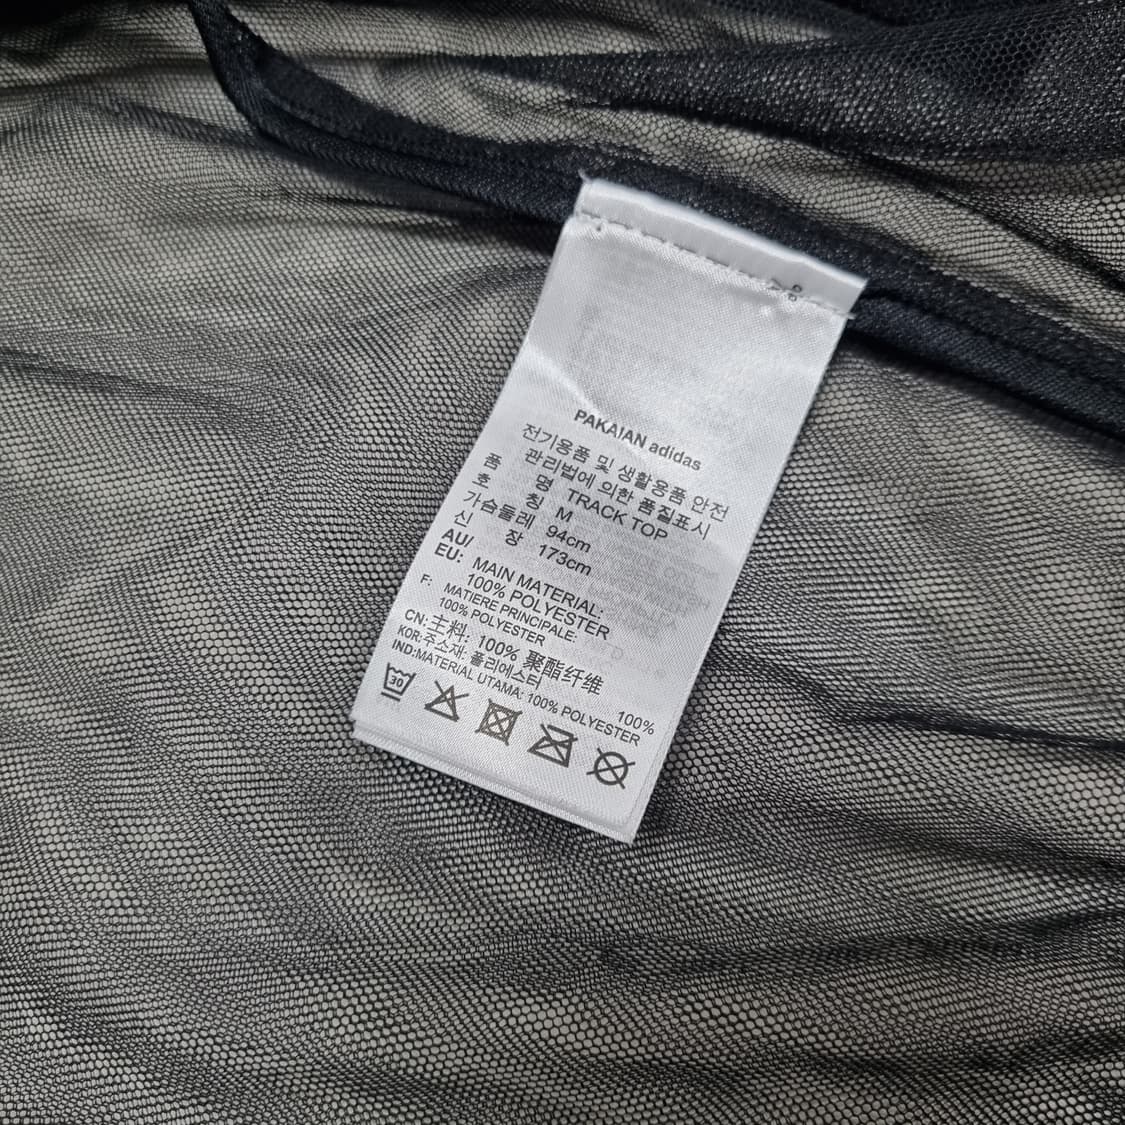 PAKAIAN adidas
전기용품 및 생활용품 안전
관리법에 의한 품질표시
품 명 TRACK TOP
호 칭 M
가슴둘레 94cm
신 장 173cm
AU/
EU: MAIN MATERIAL:
100% POLYESTER
F: MATIERE PRINCIPALE:
100% POLYESTER
CN:主料: 100% 聚酯纤维
KOR:주소재: 폴리에스터 100%
IND:MATERIAL UTAMA: 100% POLYESTER
30